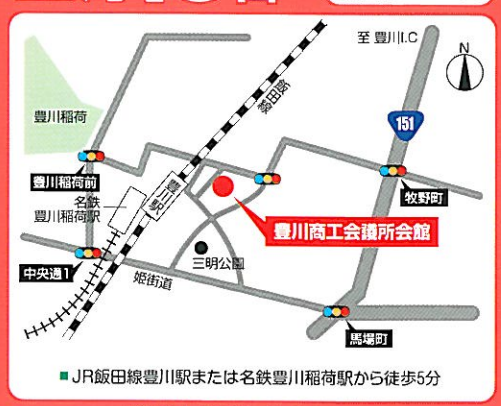 至 豊川I.C
N
飯田線
151
豊川稲荷
豊川稲荷前
豊川駅
牧野町
名鉄
豊川稲荷駅
豊川商工会議所会館
三明公園
中央通1
姫街道
馬場町
■JR飯田線豊川駅または名鉄豊川稲荷駅から徒歩5分